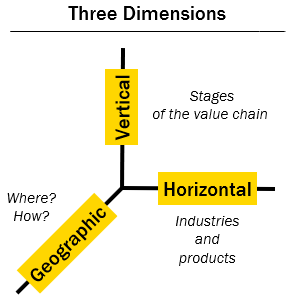 Three Dimensions
Vertical
Stages
of the value chain
Where?
How?
Geographic
Horizontal
Industries
and
products